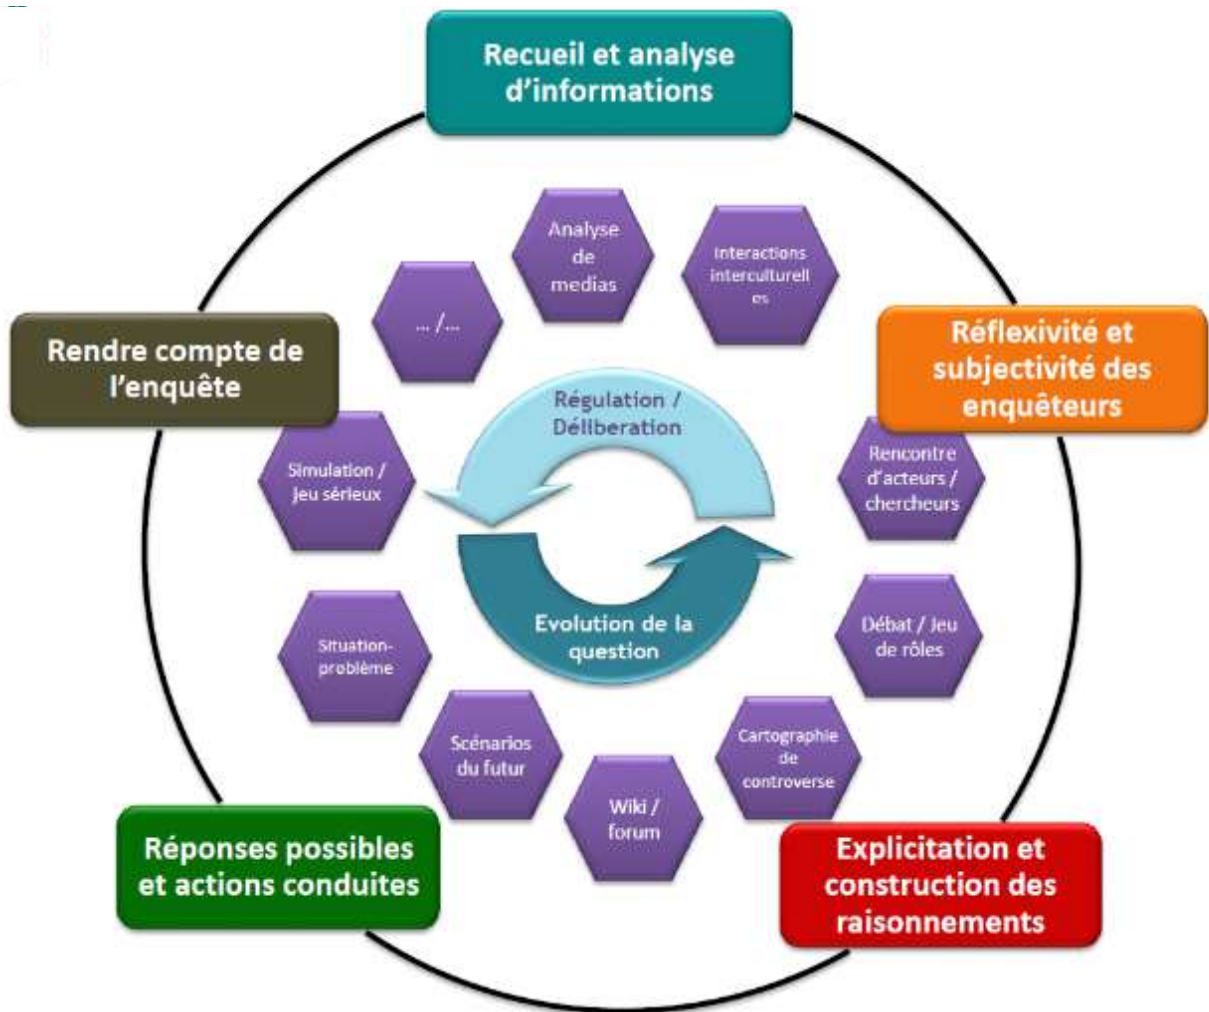 Recueil et analyse
d'informations
Analyse
de
medias
Interactions
interculturell
es
... /...
Rendre compte de
l'enquête
Réflexivité et
subjectivité des
enquêteurs
Régulation /
Déliberation
Simulation /
jeu sérieux
Rencontre
d'acteurs /
chercheurs
Evolution de la
question
Débat / Jeu
de rôles
Situation-
problème
Scénarios
du futur
Cartographie
de
controverse
Wiki /
forum
Réponses possibles
et actions conduites
Explicitation et
construction des
raisonnements